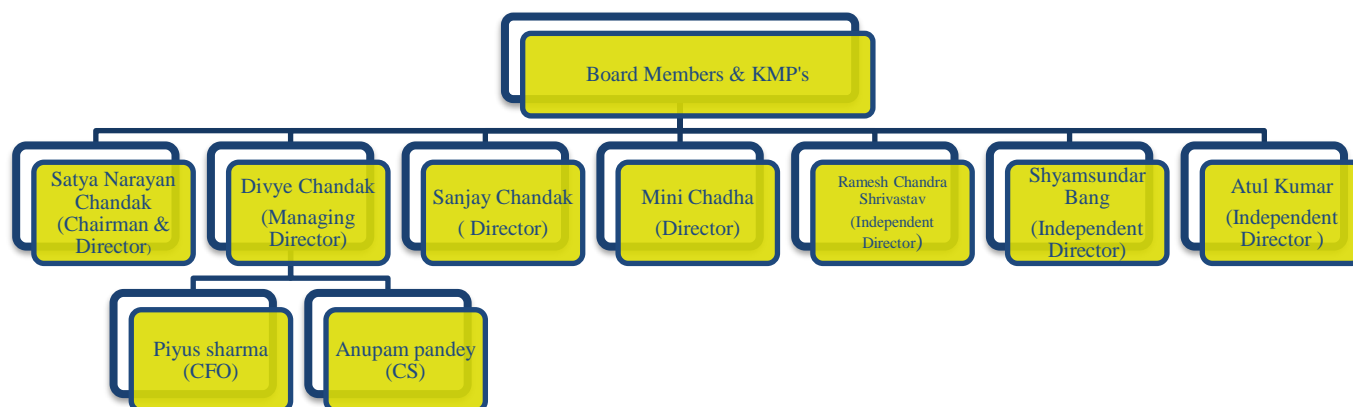 Board Members & KMP's
Satya Narayan
Chandak
(Chairman &
Director)
Divye Chandak
(Managing
Director)
Sanjay Chandak
( Director)
Mini Chadha
(Director)
Ramesh Chandra
Shrivastav
(Independent
Director)
Shyamsundar
Bang
(Independent
Director)
Atul Kumar
(Independent
Director )
Piyus sharma
(CFO)
Anupam pandey
(CS)